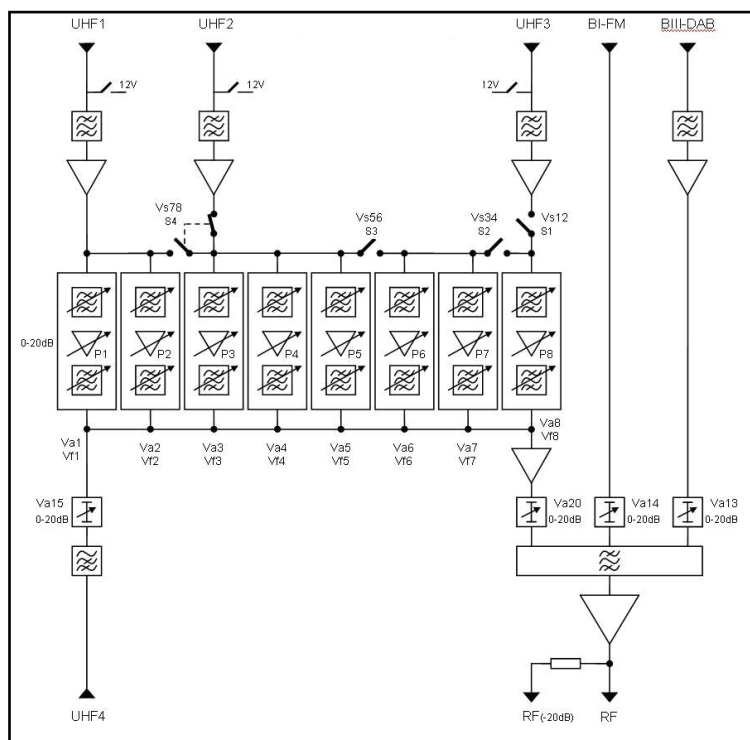 UHF1 UHF2 UHF3 BI-FM BIII-DAB
12V 12V 12V
Vs78 Vs56 Vs34 Vs12
S4 S3 S2 S1
0-20dB P1 P2 P3 P4 P5 P6 P7 P8
Va1 Va2 Va3 Va4 Va5 Va6 Va7 Va8
Vf1 Vf2 Vf3 Vf4 Vf5 Vf6 Vf7 Vf8
Va15 Va20 Va14 Va13
0-20dB 0-20dB 0-20dB 0-20dB
UHF4 RF(-20dB) RF